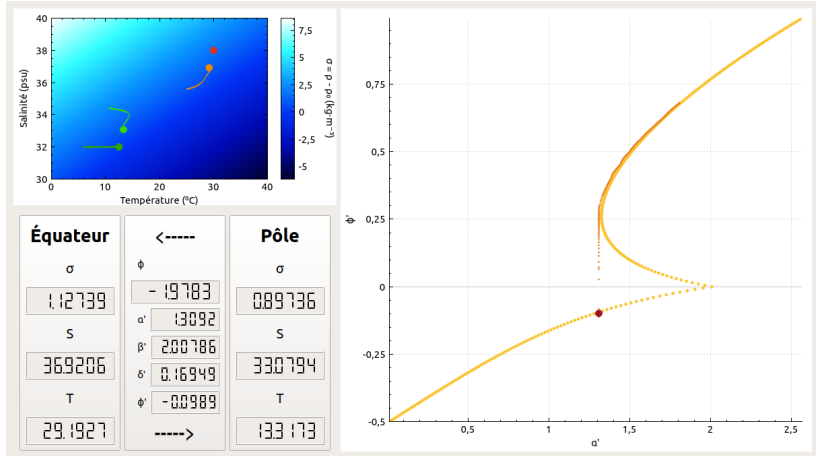 40
38
36
34
32
30
Salinité (psu)
0
10
20
30
40
Température (ºC)
7,5
5
2,5
0
-2,5
-5
σ = ρ - ρ₀ (kg·m⁻³)
Équateur
<-----
Pôle
σ
ϕ
σ
1.12739
-1.9783
0.89736
α'
1.3092
S
β'
2.00786
S
36.9206
δ'
0.16949
33.0794
T
ϕ'
-0.0989
T
29.1927
----->
13.3173
0,75
0,5
0,25
0
-0,25
-0,5
ϕ'
0,5
1
1,5
2
2,5
α'